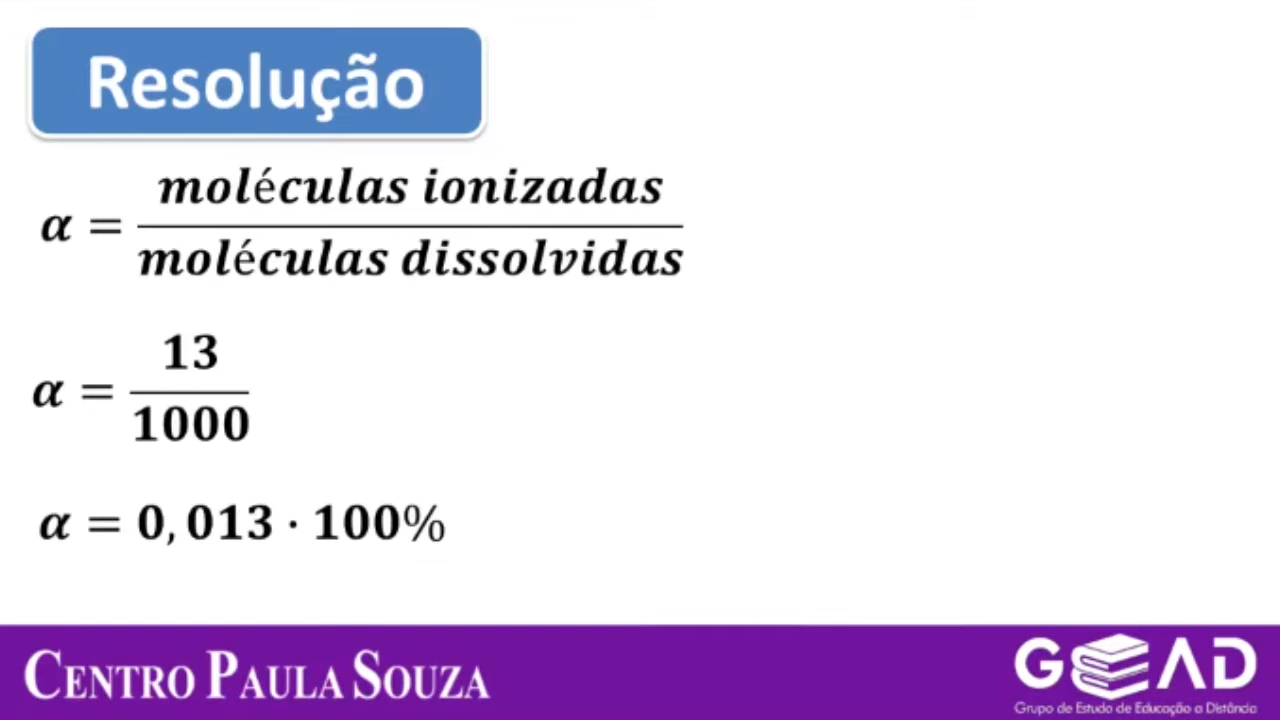 Resolução
α = moléculas ionizadas
moléculas dissolvidas
α = 13
1000
α = 0,013 · 100%
CENTRO PAULA SOUZA
GEAD
Grupo de Estudo de Educação a Distância